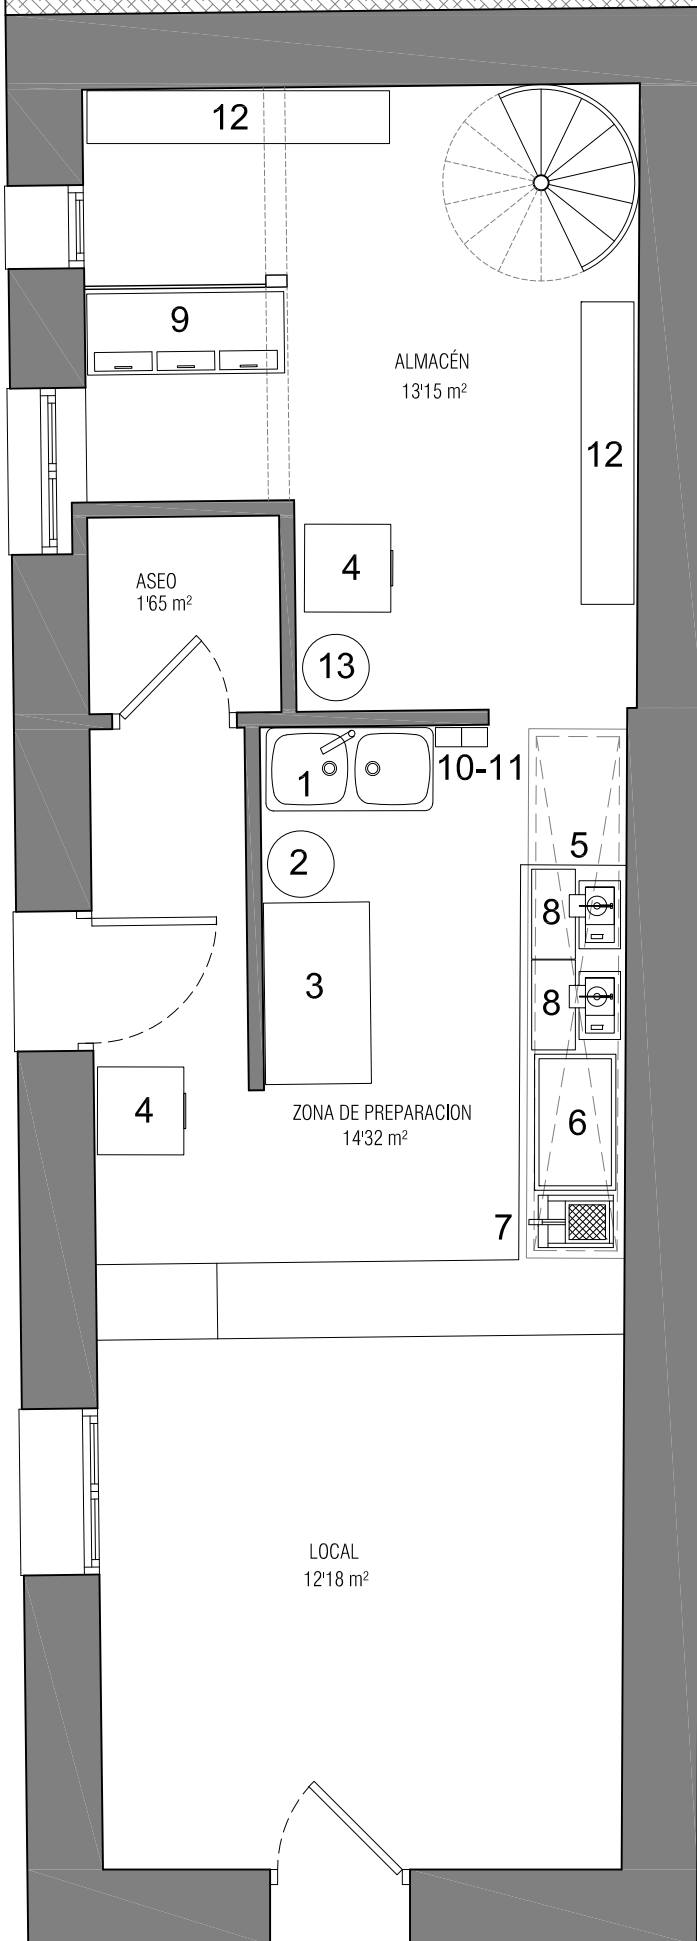 12
9
ALMACÉN
13'15 m²
12
4
ASEO
1'65 m²
13
1
10-11
2
5
8
3
8
4
ZONA DE PREPARACION
14'32 m²
6
7
LOCAL
12'18 m²